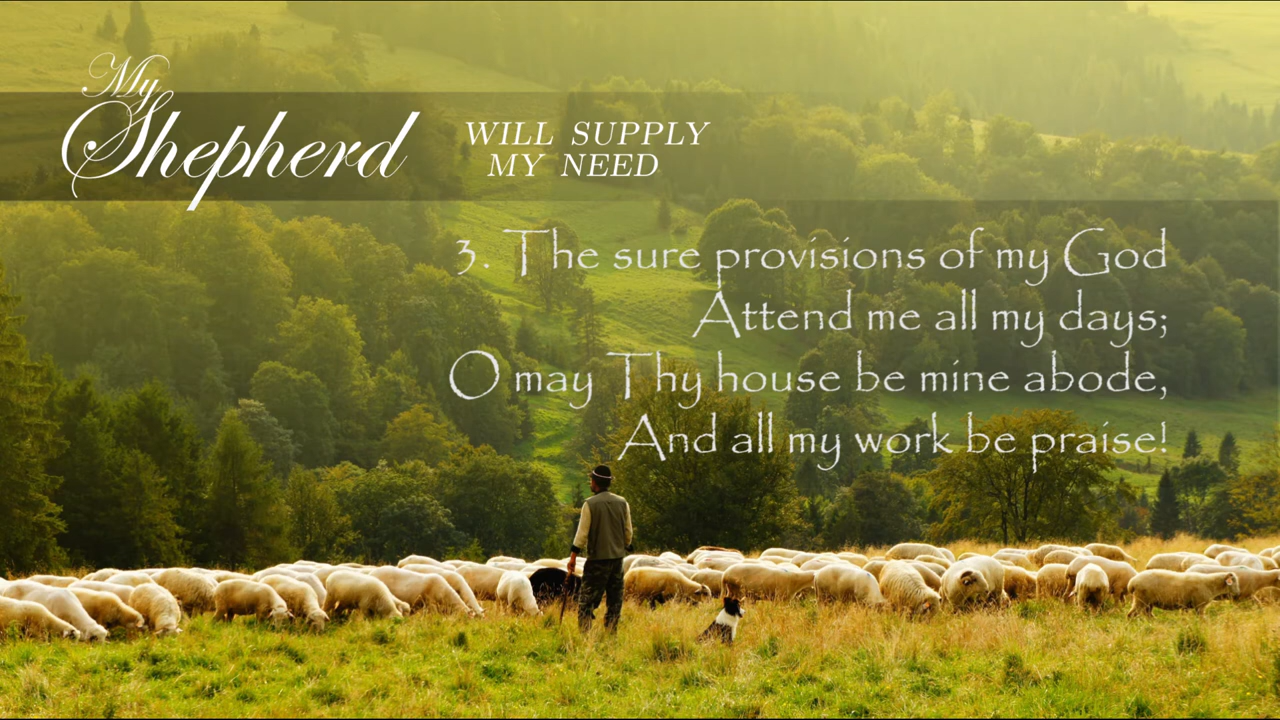 My
Shepherd
WILL SUPPLY
MY NEED
3. The sure provisions of my God
Attend me all my days;
O may Thy house be mine abode,
And all my work be praise!